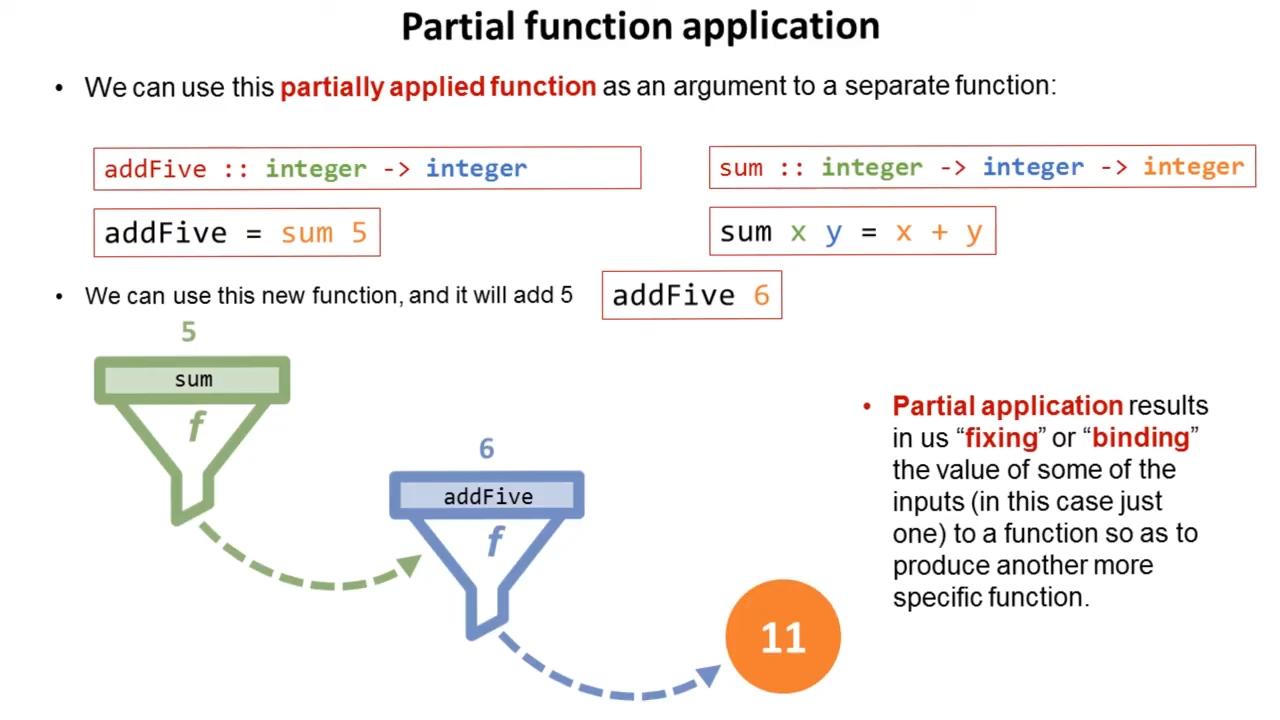 Partial function application
• We can use this partially applied function as an argument to a separate function:
addFive :: integer -> integer
sum :: integer -> integer -> integer
addFive = sum 5
sum x y = x + y
• We can use this new function, and it will add 5
addFive 6
5
sum
f
6
addFive
f
11
• Partial application results
in us “fixing” or “binding”
the value of some of the
inputs (in this case just
one) to a function so as to
produce another more
specific function.